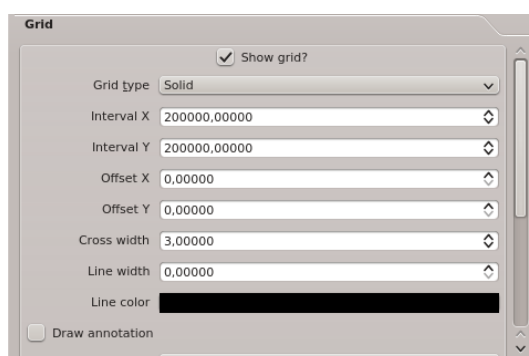 Grid
Show grid?
Grid type Solid
Interval X 200000,00000
Interval Y 200000,00000
Offset X 0,00000
Offset Y 0,00000
Cross width 3,00000
Line width 0,00000
Line color
Draw annotation